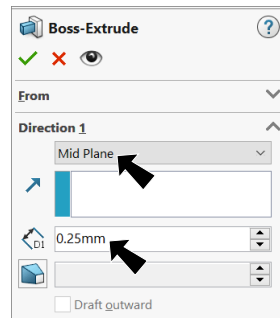 Boss-Extrude
?
From
Direction 1
Mid Plane
D1
0.25mm
Draft outward